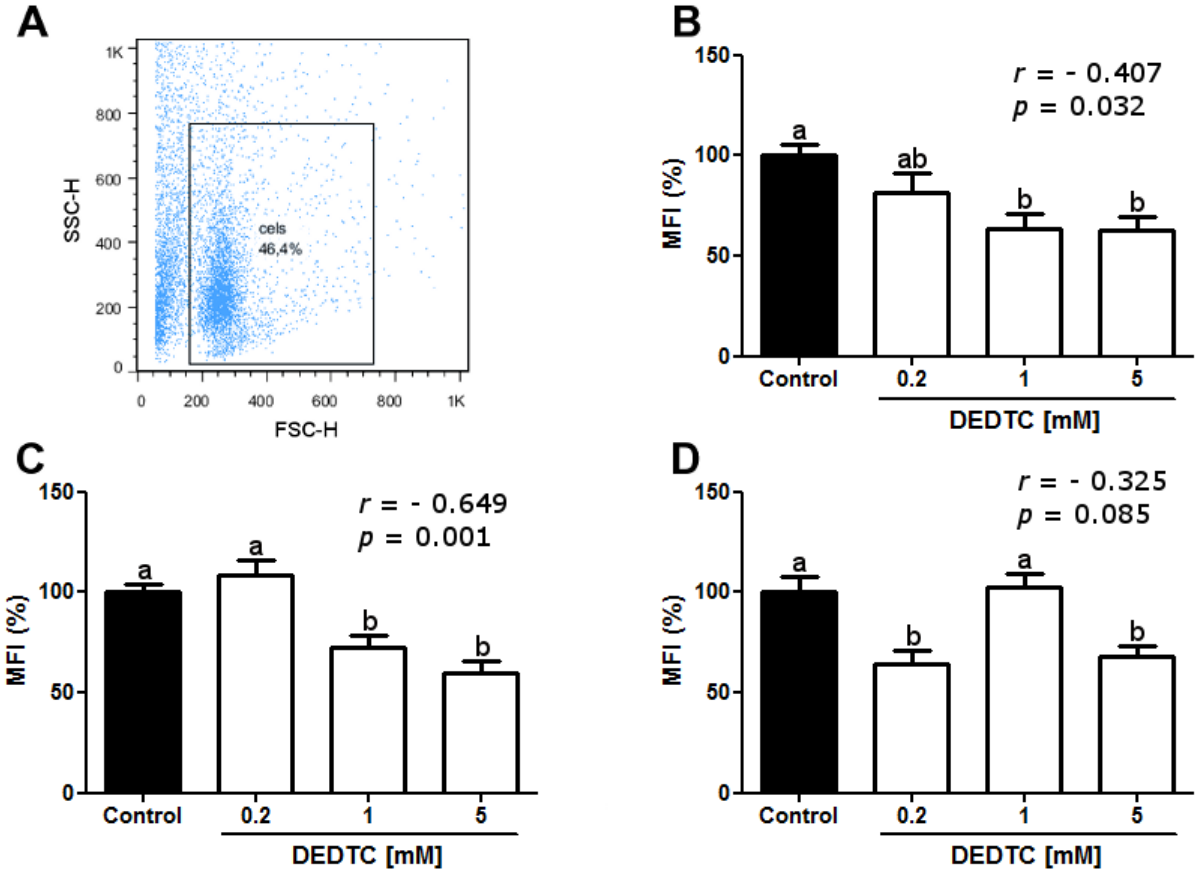 A
1K
800
600
400
200
0
SSC-H
cels
46,4%
0 200 400 600 800 1K
FSC-H
B
150
100
50
0
MFI (%)
r = - 0.407
p = 0.032
a
ab
b
b
Control 0.2 1 5
DEDTC [mM]
C
150
100
50
0
MFI (%)
r = - 0.649
p = 0.001
a
a
b
b
Control 0.2 1 5
DEDTC [mM]
D
150
100
50
0
MFI (%)
r = - 0.325
p = 0.085
a
b
a
b
Control 0.2 1 5
DEDTC [mM]